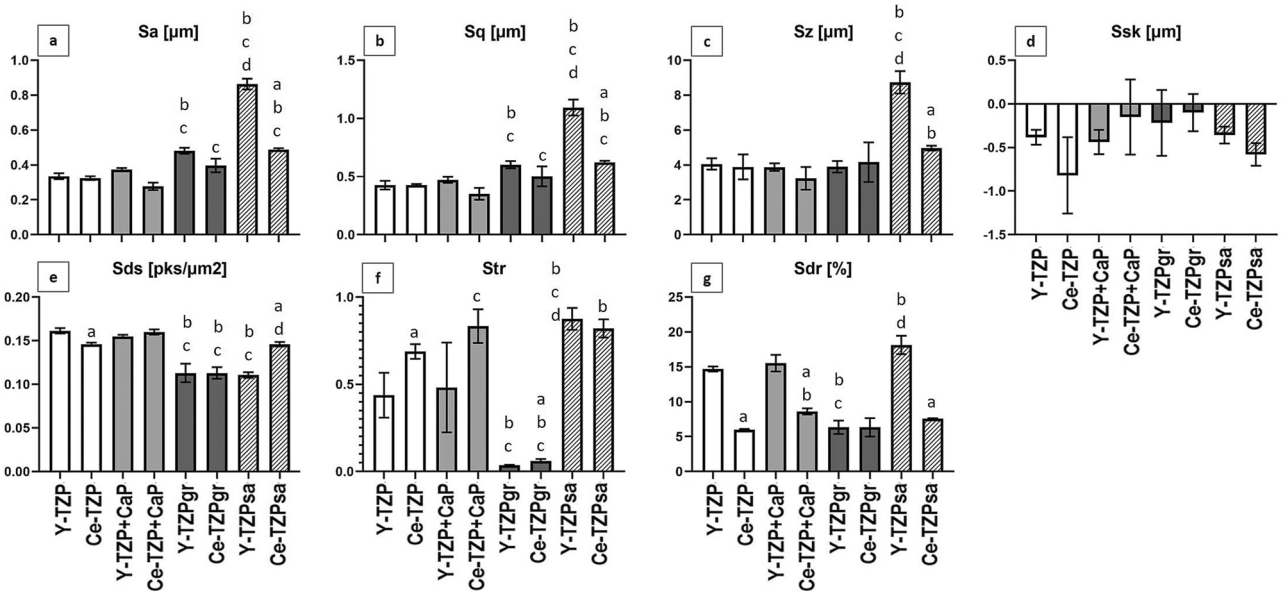 a
Sa [µm]
1.0
0.8
0.6
0.4
0.2
0.0
b
c
c
b
c
d
a
b
c
b
Sq [µm]
1.5
1.0
0.5
0.0
b
c
c
b
c
d
a
b
c
c
Sz [µm]
10
8
6
4
2
0
b
c
d
a
b
d
Ssk [µm]
0.5
0.0
-0.5
-1.0
-1.5
Y-TZP
Ce-TZP
Y-TZP+CaP
Ce-TZP+CaP
Y-TZPgr
Ce-TZPgr
Y-TZPsa
Ce-TZPsa
e
Sds [pks/µm2]
0.20
0.15
0.10
0.05
0.00
a
b
c
b
c
b
c
a
d
Y-TZP
Ce-TZP
Y-TZP+CaP
Ce-TZP+CaP
Y-TZPgr
Ce-TZPgr
Y-TZPsa
Ce-TZPsa
f
Str
1.0
0.5
0.0
a
c
b
c
a
b
c
b
c
d
b
Y-TZP
Ce-TZP
Y-TZP+CaP
Ce-TZP+CaP
Y-TZPgr
Ce-TZPgr
Y-TZPsa
Ce-TZPsa
g
Sdr [%]
25
20
15
10
5
0
a
a
b
b
c
b
d
a
Y-TZP
Ce-TZP
Y-TZP+CaP
Ce-TZP+CaP
Y-TZPgr
Ce-TZPgr
Y-TZPsa
Ce-TZPsa